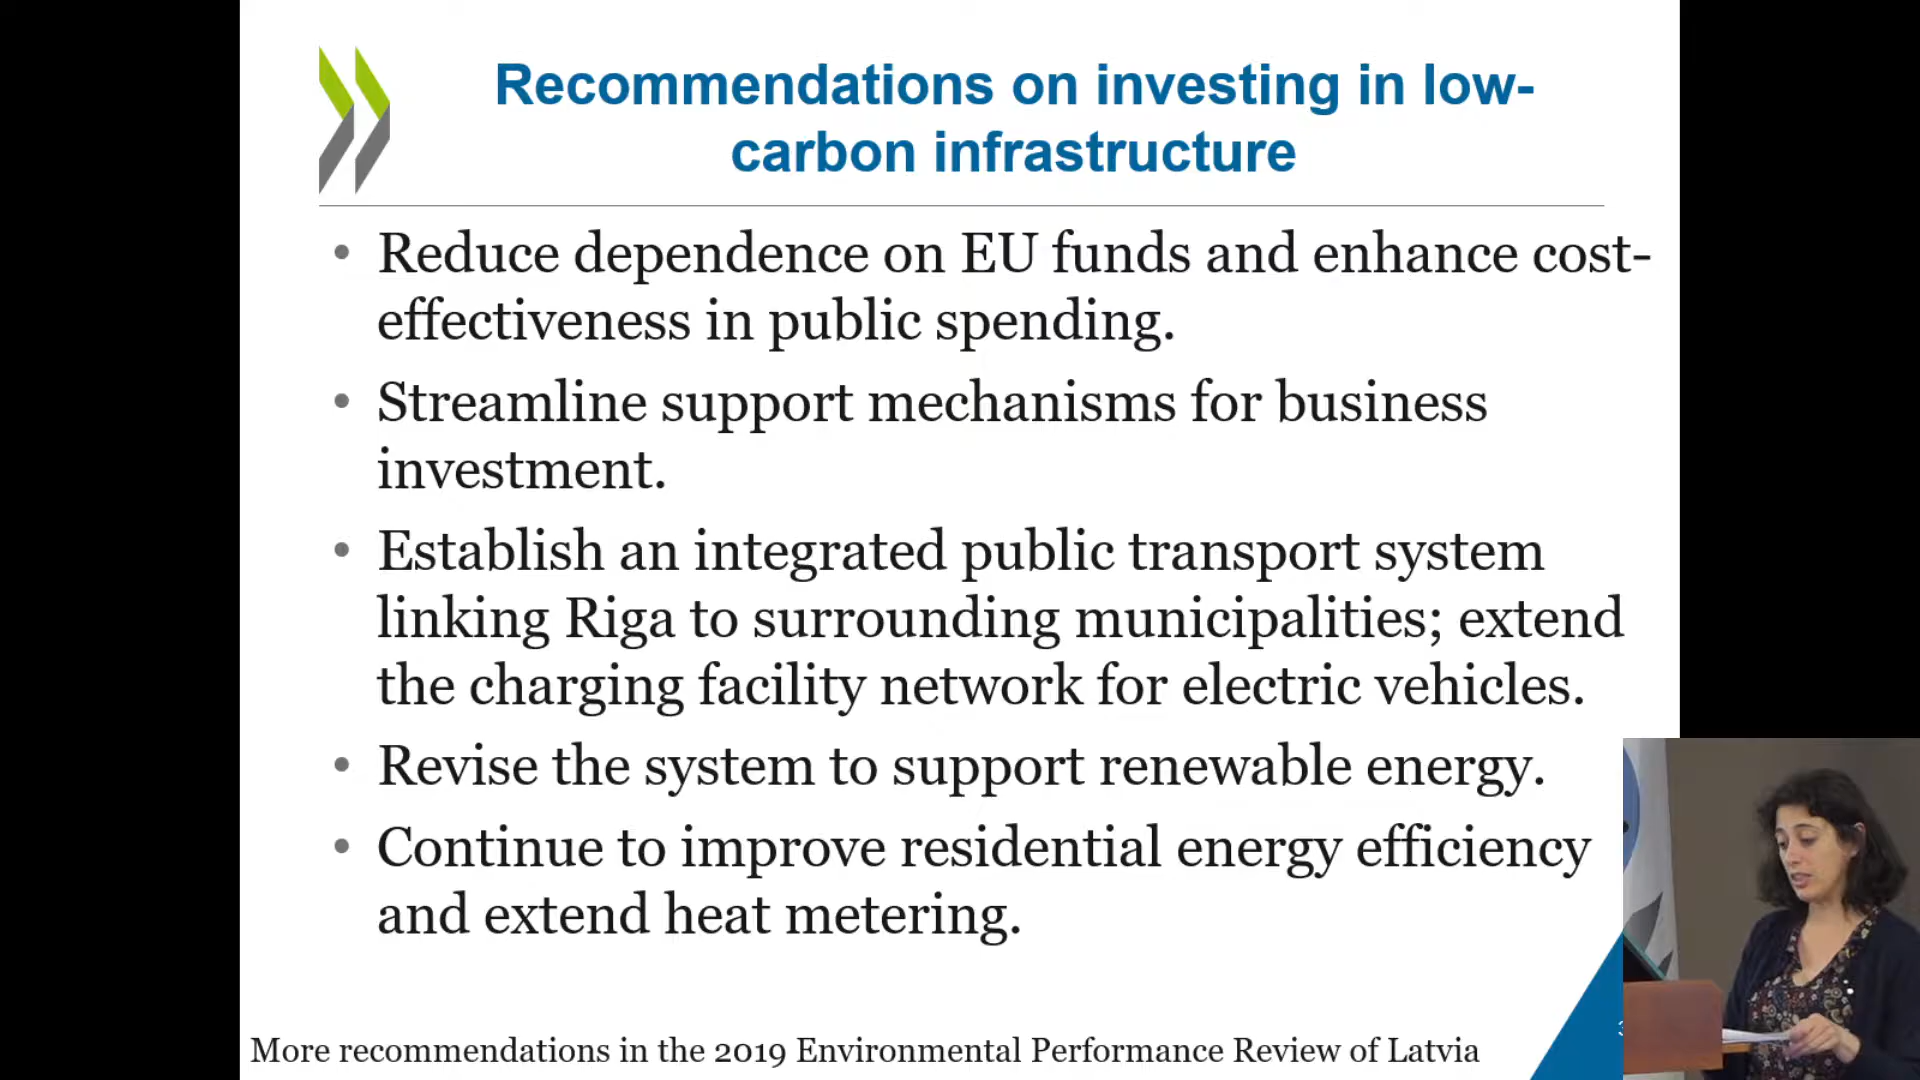 Recommendations on investing in low-
carbon infrastructure
• Reduce dependence on EU funds and enhance cost-
effectiveness in public spending.
• Streamline support mechanisms for business
investment.
• Establish an integrated public transport system
linking Riga to surrounding municipalities; extend
the charging facility network for electric vehicles.
• Revise the system to support renewable energy.
• Continue to improve residential energy efficiency
and extend heat metering.
More recommendations in the 2019 Environmental Performance Review of Latvia